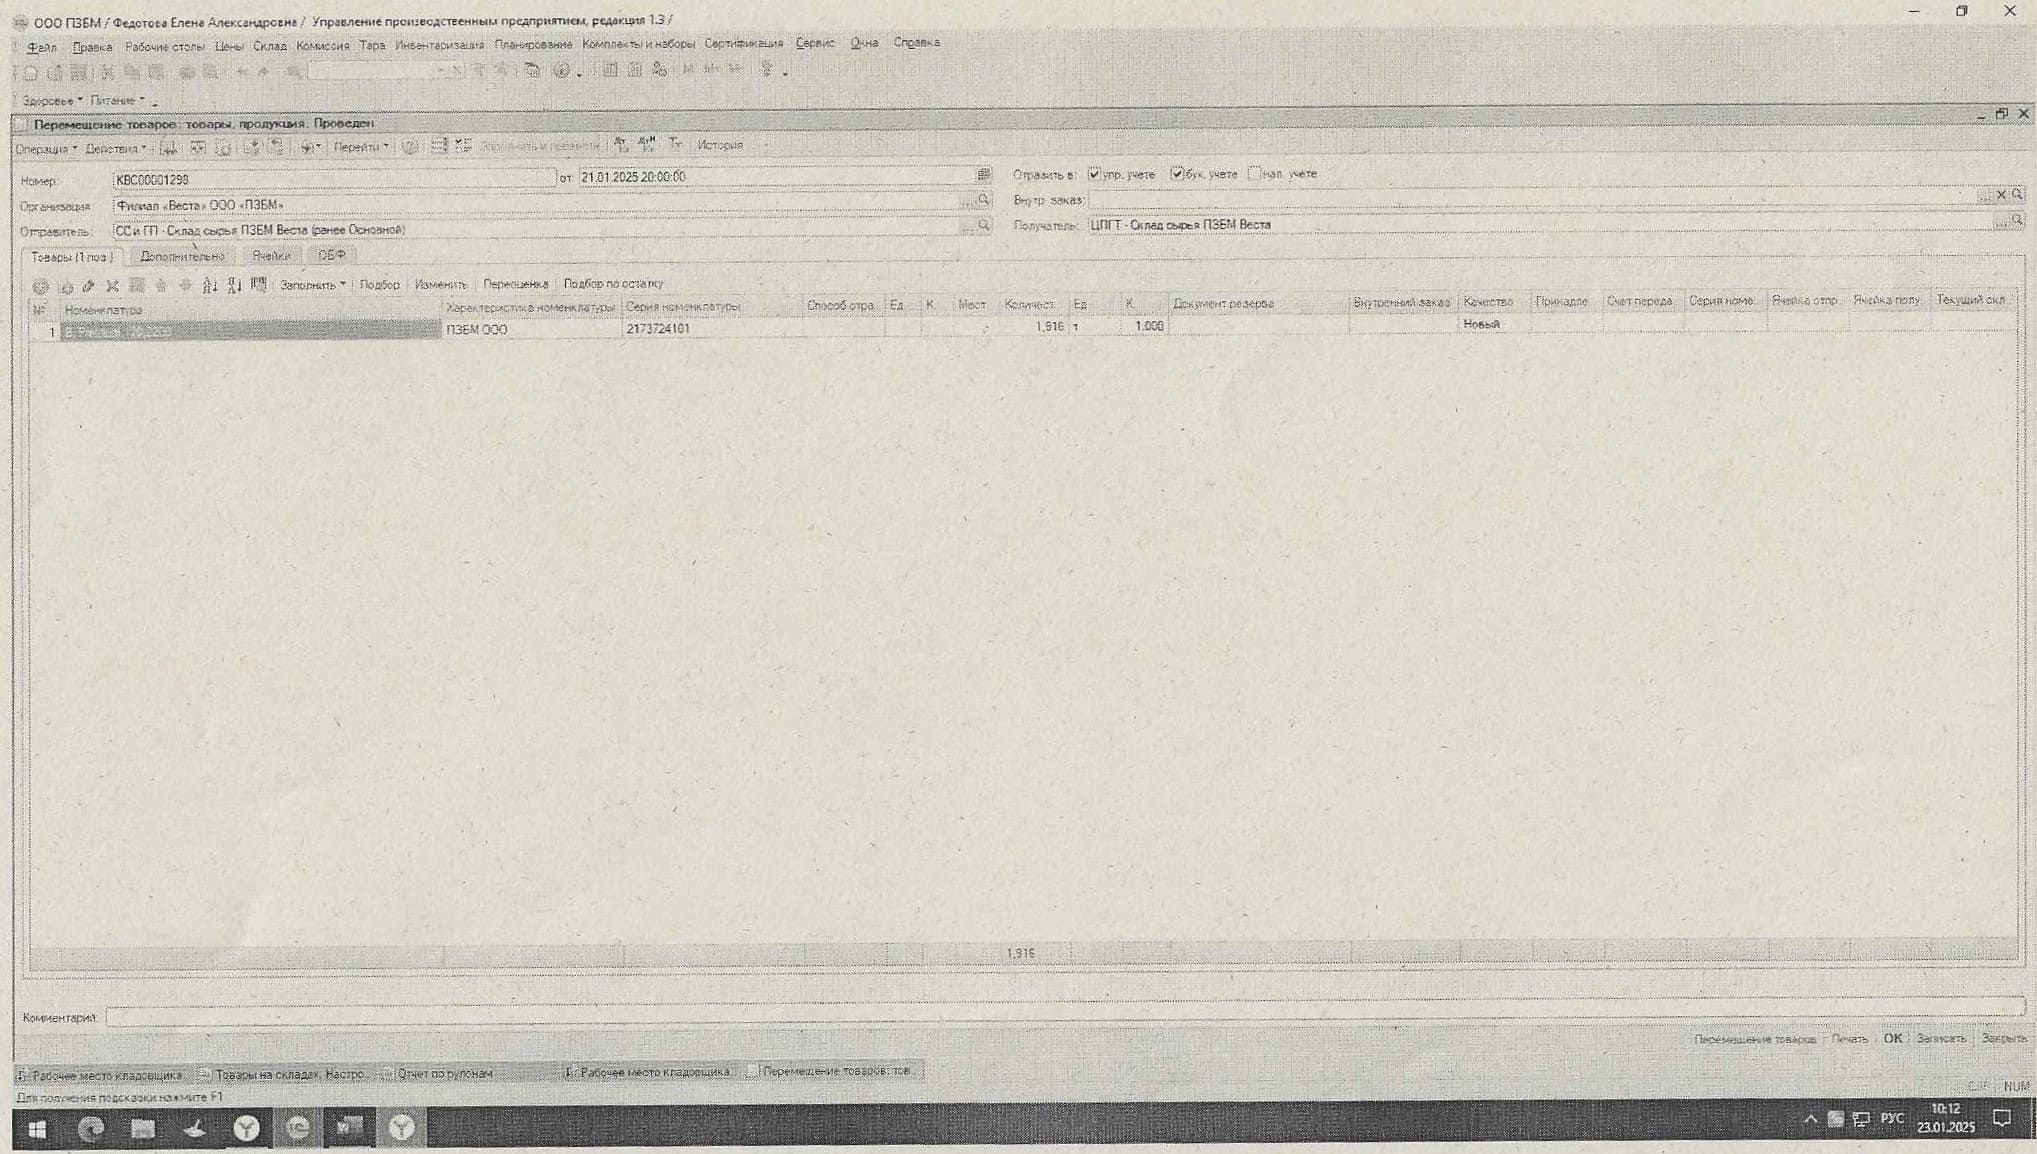 ООО ПЗБМ / Федотова Елена Александровна / Управление производственным предприятием, редакция 1.3 /
Файл Правка Рабочие столы Цены Склад Комиссия Тара Инвентаризация Планирование Комплекты и наборы Сертификация Сервис Окна Справка
Здоровье Питание
Перемещение товаров: товары, продукция. Проведен
Операция Действия Перейти Заполнить и провести История
Номер: КВС00001298 от: 21.01.2025 20:00:00 Отразить в: упр. учете бух. учете нал. учете
Организация: Филиал «Веста» ООО «ПЗБМ» Внутр. заказ:
Отправитель: СС и ГП - Склад сырья ПЗБМ Веста (ранее Основной) Получатель: ЦПГТ - Склад сырья ПЗБМ Веста
Товары (1 поз.) Дополнительно Ячейки ОБФ
Заполнить Подбор Изменить Переоценка Подбор по остатку
№ Номенклатура Характеристика номенклатуры Серия номенклатуры Способ отра... Ед. К. Мест Количест... Ед. К. Документ резерва Внутренний заказ Качество Принадле... Счет переда... Серия номе... Ячейка отпр... Ячейка полу... Текущий скл...
1 ПЗБМ ООО 2173724101 1,916 т 1.000 Новый
1,916
Комментарий:
Перемещение товаров Печать ОК Записать Закрыть
Рабочее место кладовщика Товары на складах, Настро... Отчет по рулонам Рабочее место кладовщика Перемещение товаров: тов...
CAP NUM
Для получения подсказки нажмите F1
РУС 10:12
23.01.2025